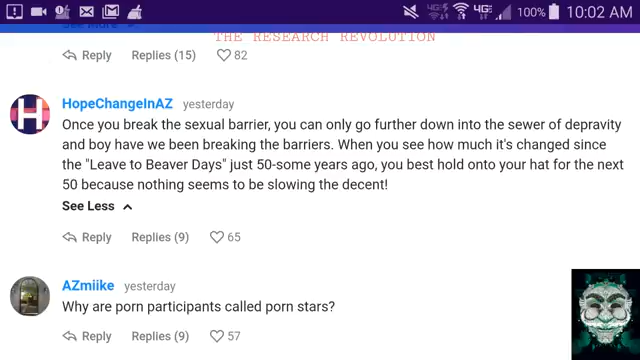 4G 4G 100% 10:02 AM
See More
THE RESEARCH REVOLUTION
Reply Replies (15) 82
H HopeChangeInAZ yesterday
Once you break the sexual barrier, you can only go further down into the sewer of depravity
and boy have we been breaking the barriers. When you see how much it's changed since
the "Leave to Beaver Days" just 50-some years ago, you best hold onto your hat for the next
50 because nothing seems to be slowing the decent!
See Less
Reply Replies (9) 65
AZmiike yesterday
Why are porn participants called porn stars?
Reply Replies (9) 57